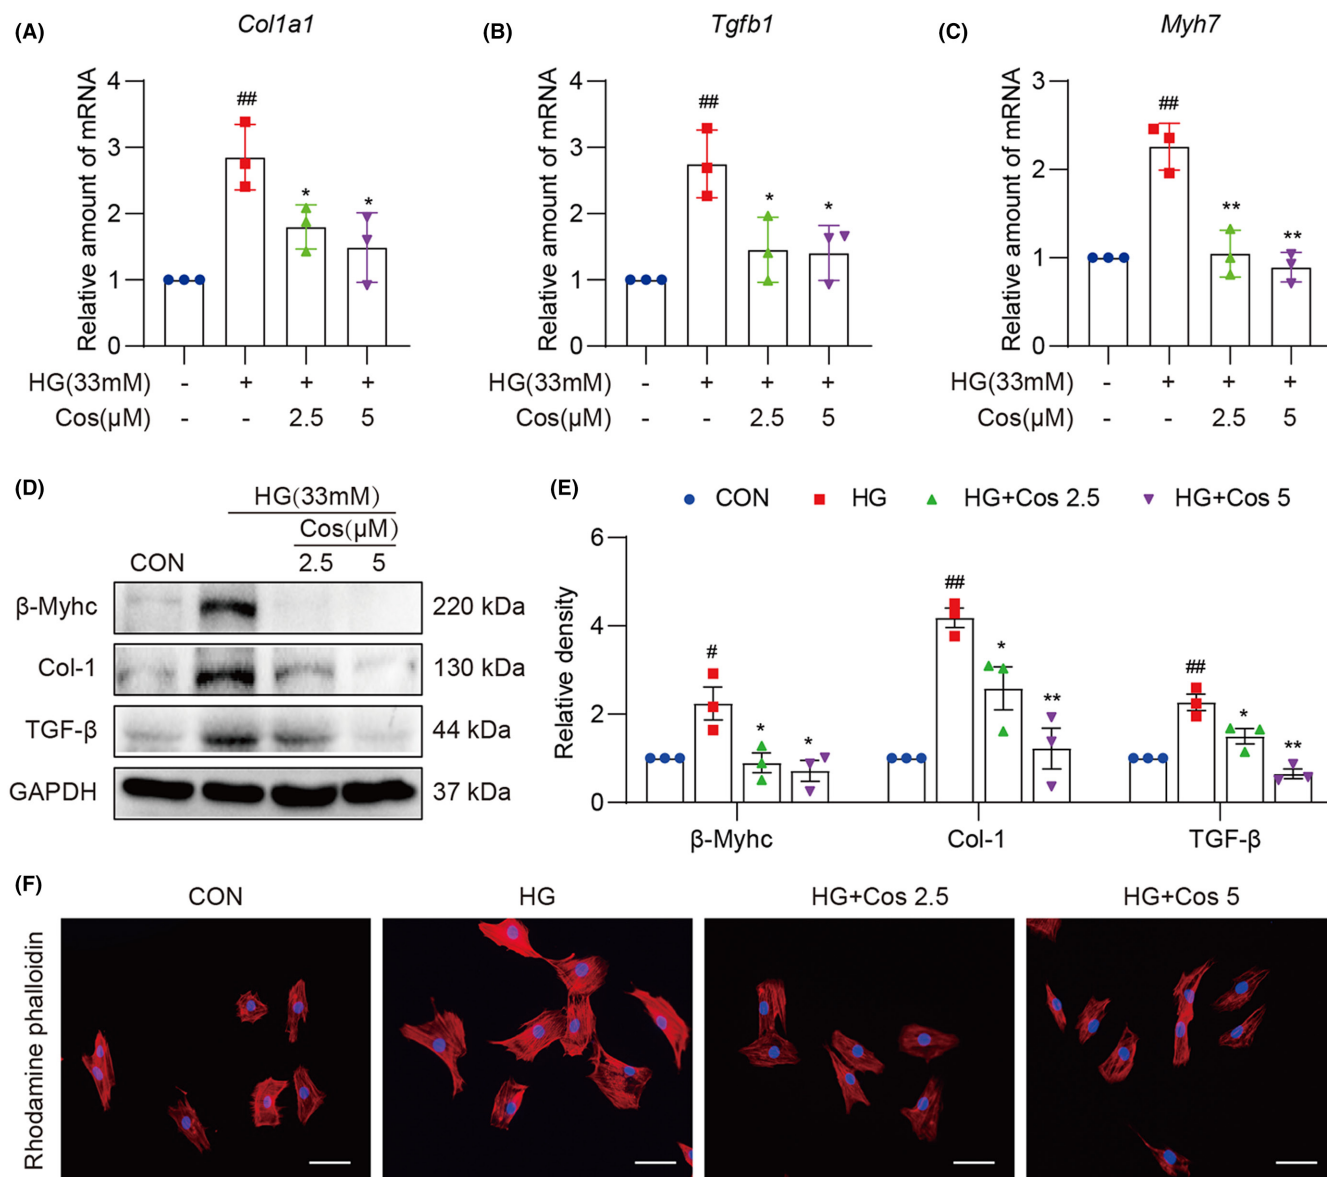 (A) Col1a1
Relative amount of mRNA
4
3
2
1
0
##
*
*
HG(33mM) - + + +
Cos(μM) - - 2.5 5
(B) Tgfb1
Relative amount of mRNA
4
3
2
1
0
##
*
*
- + + +
HG(33mM)
Cos(μM) - - 2.5 5
(C) Myh7
Relative amount of mRNA
3
2
1
0
##
**
**
HG(33mM) - + + +
Cos(μM) - - 2.5 5
(D)
HG(33mM)
Cos(μM)
CON 2.5 5
β-Myhc 220 kDa
Col-1 130 kDa
TGF-β 44 kDa
GAPDH 37 kDa
(E) CON HG HG+Cos 2.5 HG+Cos 5
Relative density
6
4
2
0
# * *
## * **
## * **
β-Myhc Col-1 TGF-β
(F)
CON HG HG+Cos 2.5 HG+Cos 5
Rhodamine phalloidin